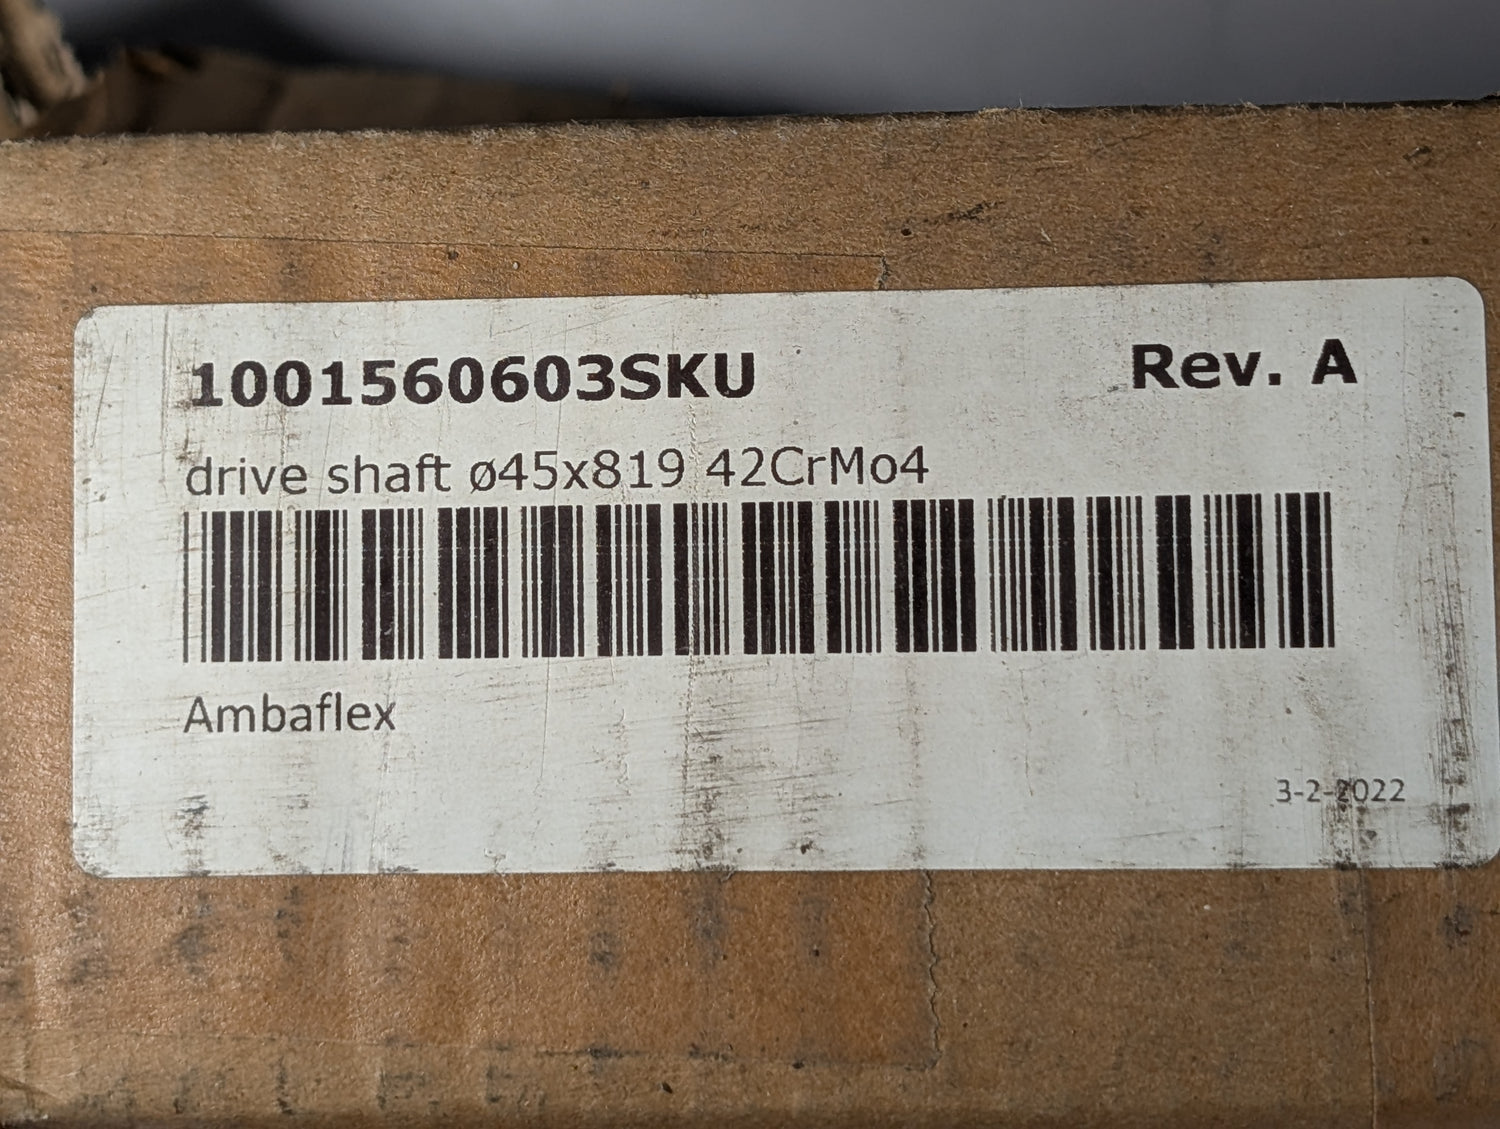 1001560603SKU Rev. A
drive shaft ø45x819 42CrMo4
Ambaflex
3-2-2022